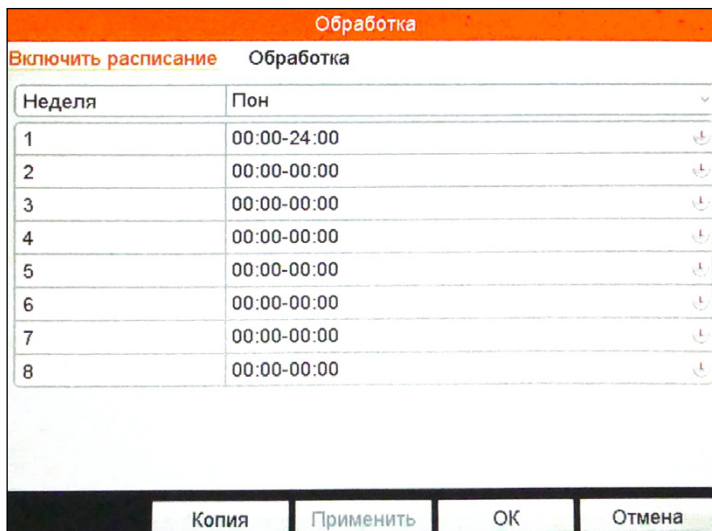 Обработка
Включить расписание Обработка
Неделя Пон
1 00:00-24:00
2 00:00-00:00
3 00:00-00:00
4 00:00-00:00
5 00:00-00:00
6 00:00-00:00
7 00:00-00:00
8 00:00-00:00
Копия Применить ОК Отмена